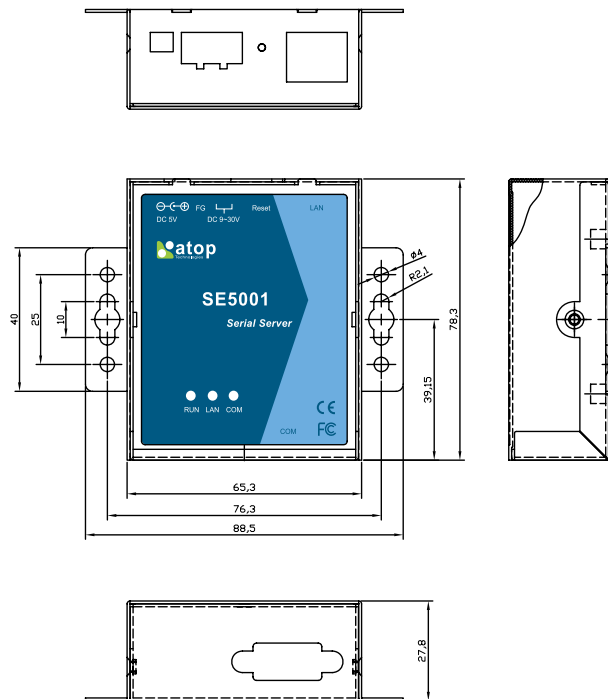 FG
Reset
LAN
DC 5V
DC 9~30V
atop
Technologies
SE5001
Serial Server
RUN LAN COM
COM
CE
FC
ø4
R2,1
40
25
10
78,3
39,15
65,3
76,3
88,5
27,8